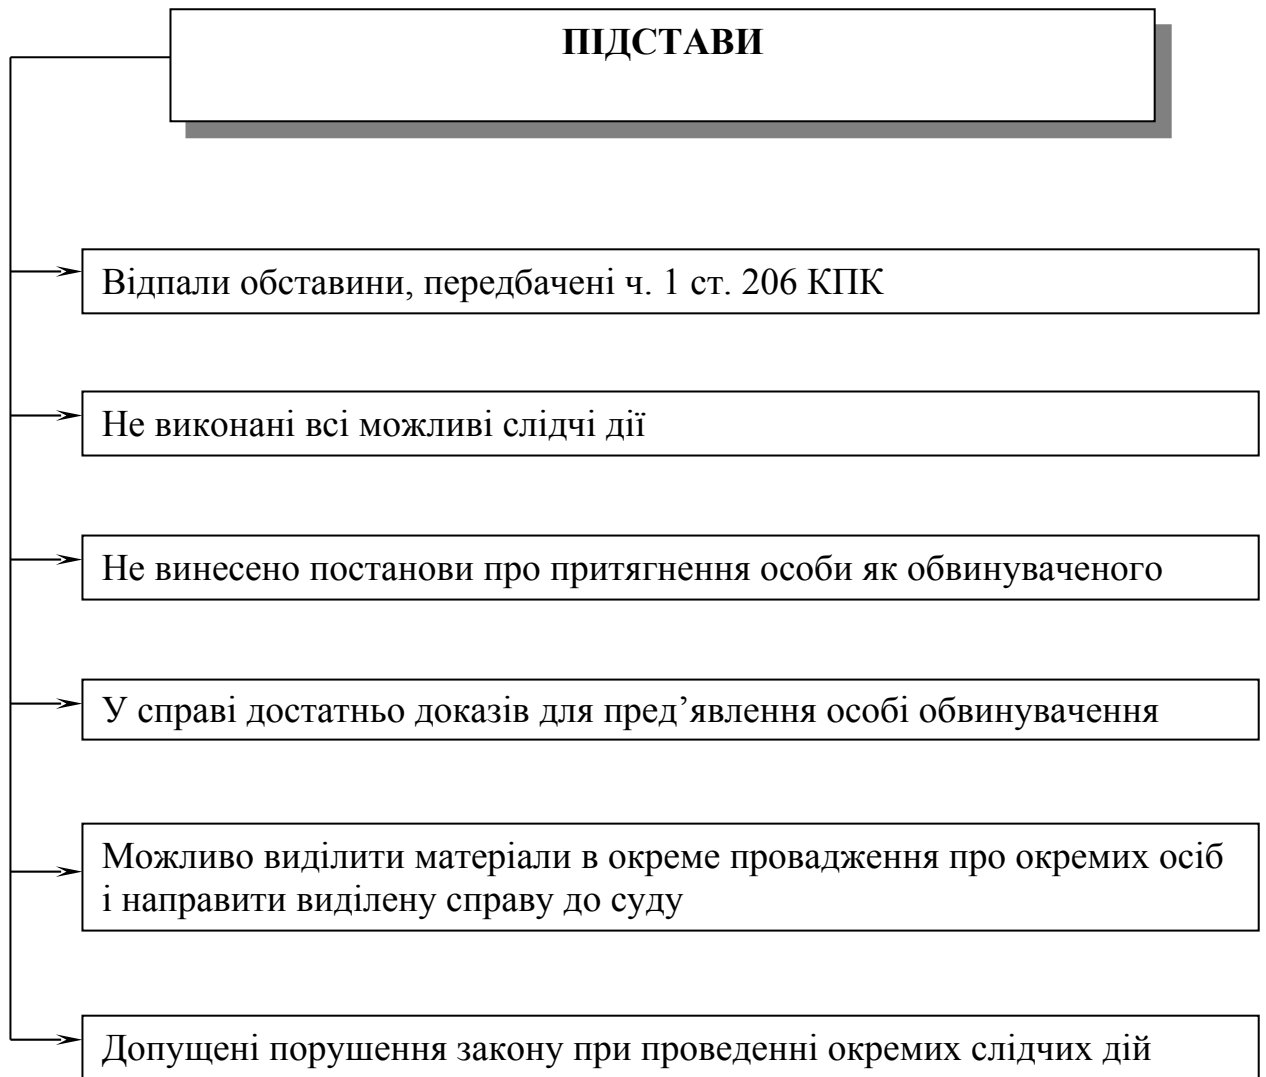 ПІДСТАВИ
Відпали обставини, передбачені ч. 1 ст. 206 КПК
Не виконані всі можливі слідчі дії
Не винесено постанови про притягнення особи як обвинуваченого
У справі достатньо доказів для пред’явлення особі обвинувачення
Можливо виділити матеріали в окреме провадження про окремих осіб
і направити виділену справу до суду
Допущені порушення закону при проведенні окремих слідчих дій